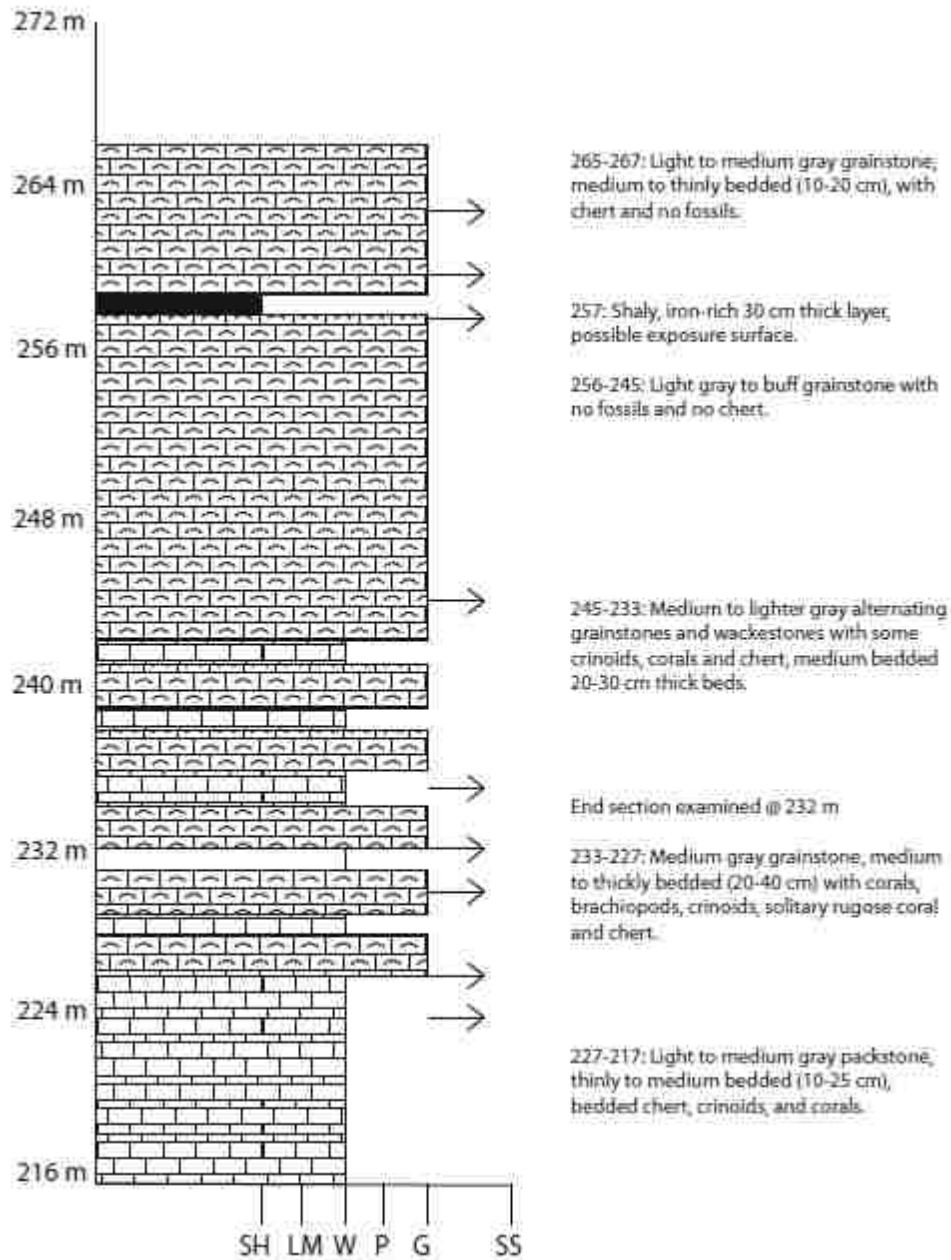 272 m
264 m
256 m
248 m
240 m
232 m
224 m
216 m
SH LM W P G SS
265-267: Light to medium gray grainstone,
medium to thinly bedded (10-20 cm), with
chert and no fossils.
257: Shaly, iron-rich 30 cm thick layer,
possible exposure surface.
256-245: Light gray to buff grainstone with
no fossils and no chert.
245-233: Medium to lighter gray alternating
grainstones and wackestones with some
crinoids, corals and chert, medium bedded
20-30 cm thick beds.
End section examined @ 232 m
233-227: Medium gray grainstone, medium
to thickly bedded (20-40 cm) with corals,
brachiopods, crinoids, solitary rugose coral
and chert.
227-217: Light to medium gray packstone,
thinly to medium bedded (10-25 cm),
bedded chert, crinoids, and corals.